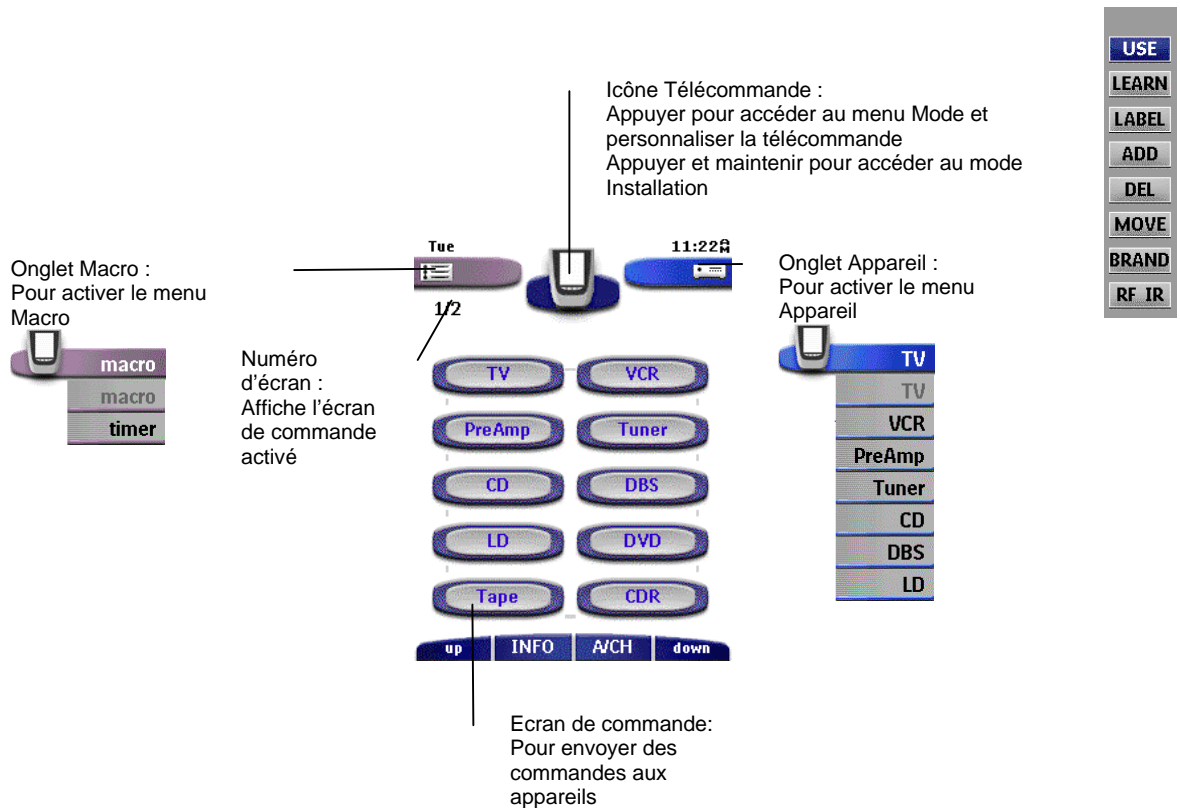 USE
LEARN
LABEL
ADD
DEL
MOVE
BRAND
RF IR
Icône Télécommande :
Appuyer pour accéder au menu Mode et
personnaliser la télécommande
Appuyer et maintenir pour accéder au mode
Installation
Tue
11:22AM
1/2
Onglet Macro :
Pour activer le menu
Macro
macro
macro
timer
Numéro
d'écran :
Affiche l'écran
de commande
activé
Onglet Appareil :
Pour activer le menu
Appareil
TV
TV
VCR
PreAmp
Tuner
CD
DBS
LD
TV VCR
PreAmp Tuner
CD DBS
LD DVD
Tape CDR
up INFO A/CH down
Ecran de commande:
Pour envoyer des
commandes aux
appareils